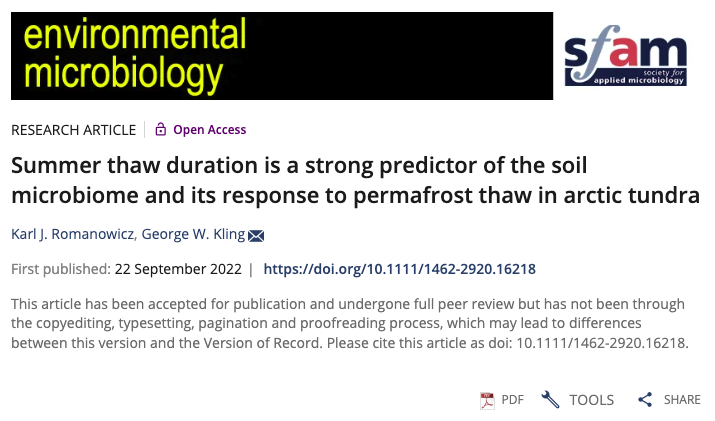 environmental
microbiology
sfam
society for
applied microbiology
RESEARCH ARTICLE Open Access
Summer thaw duration is a strong predictor of the soil
microbiome and its response to permafrost thaw in arctic tundra
Karl J. Romanowicz, George W. Kling
First published: 22 September 2022 | https://doi.org/10.1111/1462-2920.16218
This article has been accepted for publication and undergone full peer review but has not been through
the copyediting, typesetting, pagination and proofreading process, which may lead to differences
between this version and the Version of Record. Please cite this article as doi: 10.1111/1462-2920.16218.
PDF TOOLS SHARE